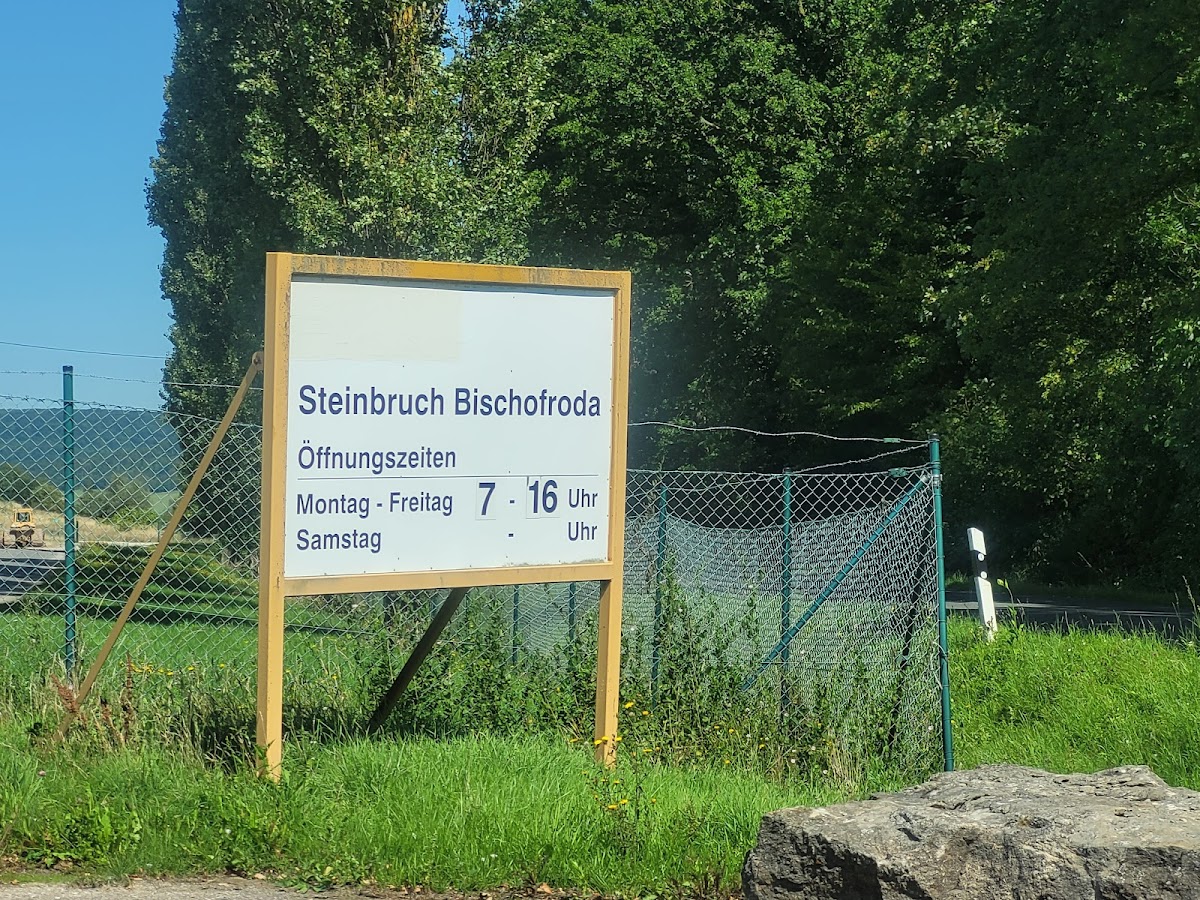 Steinbruch Bischofroda
Öffnungszeiten
Montag - Freitag 7 - 16 Uhr
Samstag - Uhr